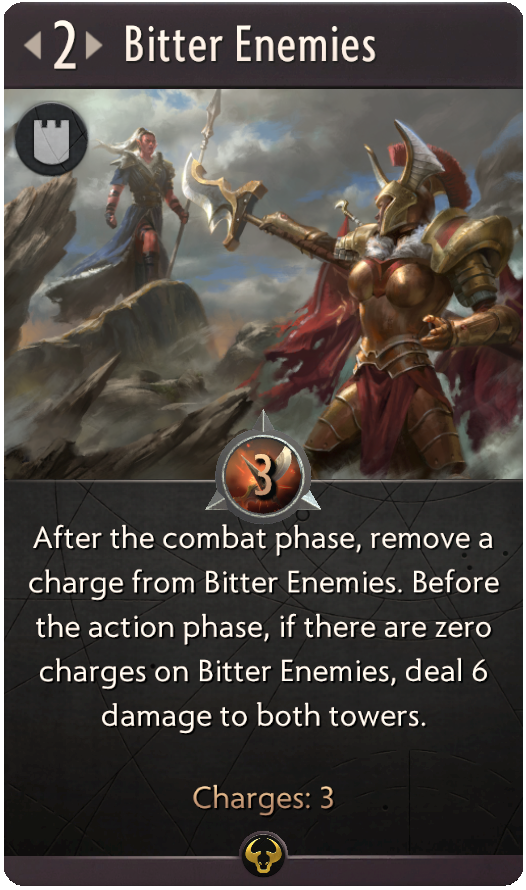 2 Bitter Enemies
3
After the combat phase, remove a
charge from Bitter Enemies. Before
the action phase, if there are zero
charges on Bitter Enemies, deal 6
damage to both towers.
Charges: 3